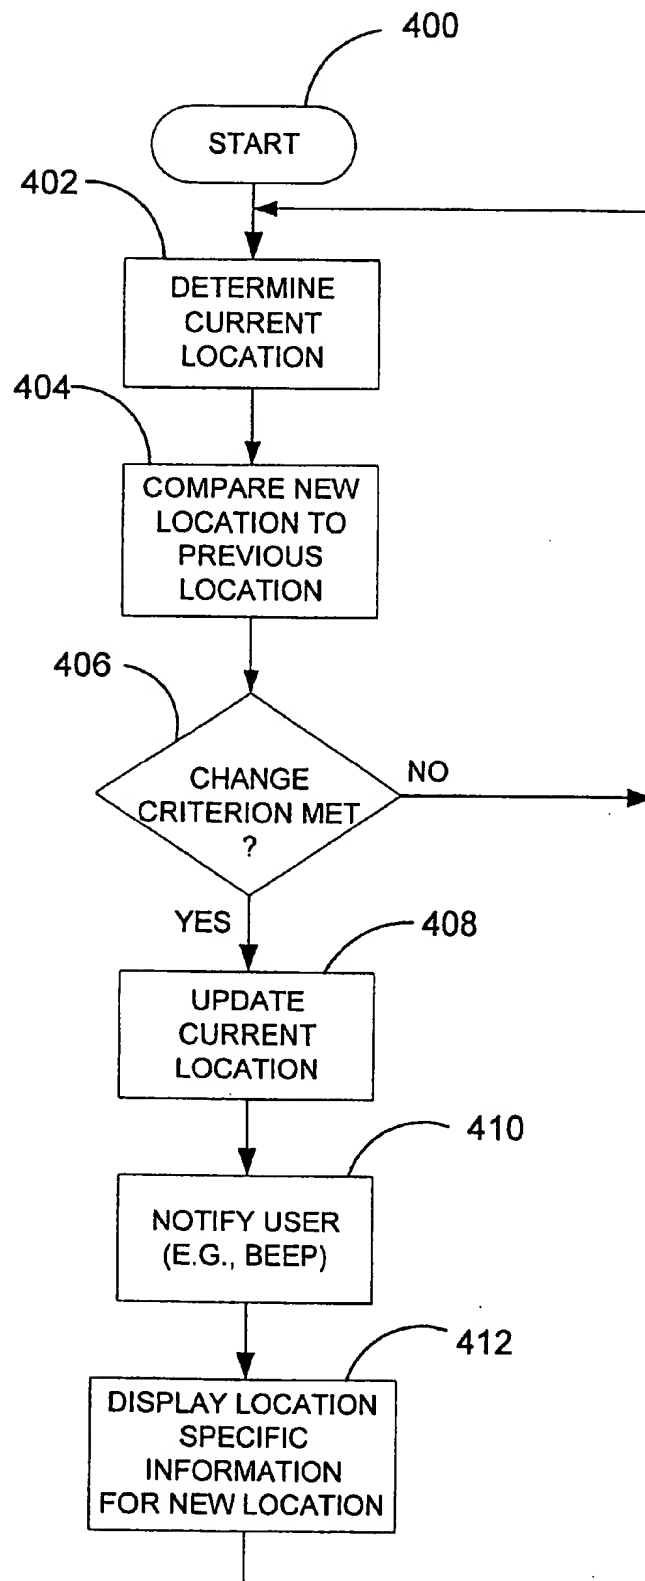 400
START
402
DETERMINE
CURRENT
LOCATION
404
COMPARE NEW
LOCATION TO
PREVIOUS
LOCATION
406
CHANGE
CRITERION MET
?
NO
YES
408
UPDATE
CURRENT
LOCATION
410
NOTIFY USER
(E.G., BEEP)
412
DISPLAY LOCATION
SPECIFIC
INFORMATION
FOR NEW LOCATION